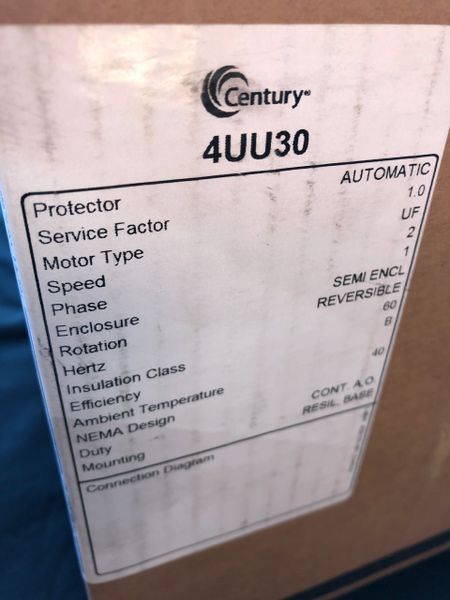 Century
4UU30
Protector AUTOMATIC
Service Factor 1.0
Motor Type UF
Speed 2
Phase 1
Enclosure SEMI ENCL
Rotation REVERSIBLE
Hertz 60
Insulation Class B
Efficiency
Ambient Temperature 40
NEMA Design
Duty CONT. A.O.
Mounting RESIL. BASE
Connection Diagram